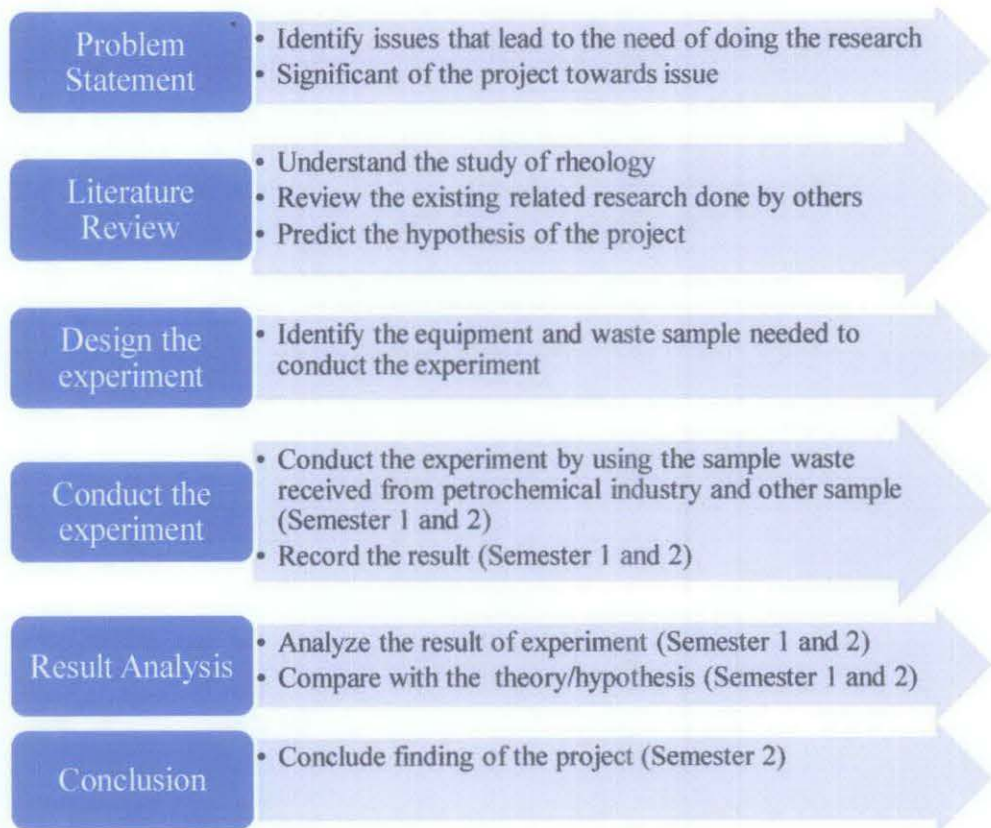 Problem
Statement
• Identify issues that lead to the need of doing the research
• Significant of the project towards issue
Literature
Review
• Understand the study of rheology
• Review the existing related research done by others
• Predict the hypothesis of the project
Design the
experiment
• Identify the equipment and waste sample needed to
conduct the experiment
Conduct the
experiment
• Conduct the experiment by using the sample waste
received from petrochemical industry and other sample
(Semester 1 and 2)
• Record the result (Semester 1 and 2)
Result Analysis
• Analyze the result of experiment (Semester 1 and 2)
• Compare with the theory/hypothesis (Semester 1 and 2)
Conclusion
• Conclude finding of the project (Semester 2)